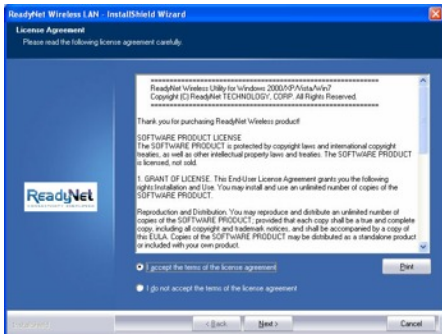 ReadyNet Wireless LAN - InstallShield Wizard
License Agreement
Please read the following license agreement carefully.
==================================================
ReadyNet Wireless Utility for Windows 2000/XP/Vista/Win7
Copyright (C) ReadyNet TECHNOLOGY, CORP. All Rights Reserved.
==================================================
Thank you for purchasing ReadyNet Wireless product!
SOFTWARE PRODUCT LICENSE
The SOFTWARE PRODUCT is protected by copyright laws and international copyright
treaties, as well as other intellectual property laws and treaties. The SOFTWARE PRODUCT
is licensed, not sold.
1. GRANT OF LICENSE. This End-User License Agreement grants you the following
rights:Installation and Use. You may install and use an unlimited number of copies of the
SOFTWARE PRODUCT.
Reproduction and Distribution. You may reproduce and distribute an unlimited number of
copies of the SOFTWARE PRODUCT; provided that each copy shall be a true and complete
copy, including all copyright and trademark notices, and shall be accompanied by a copy of
this EULA. Copies of the SOFTWARE PRODUCT may be distributed as a standalone product
or included with your own product.
ReadyNet
I accept the terms of the license agreement
Print
I do not accept the terms of the license agreement
InstallShield
< Back
Next >
Cancel